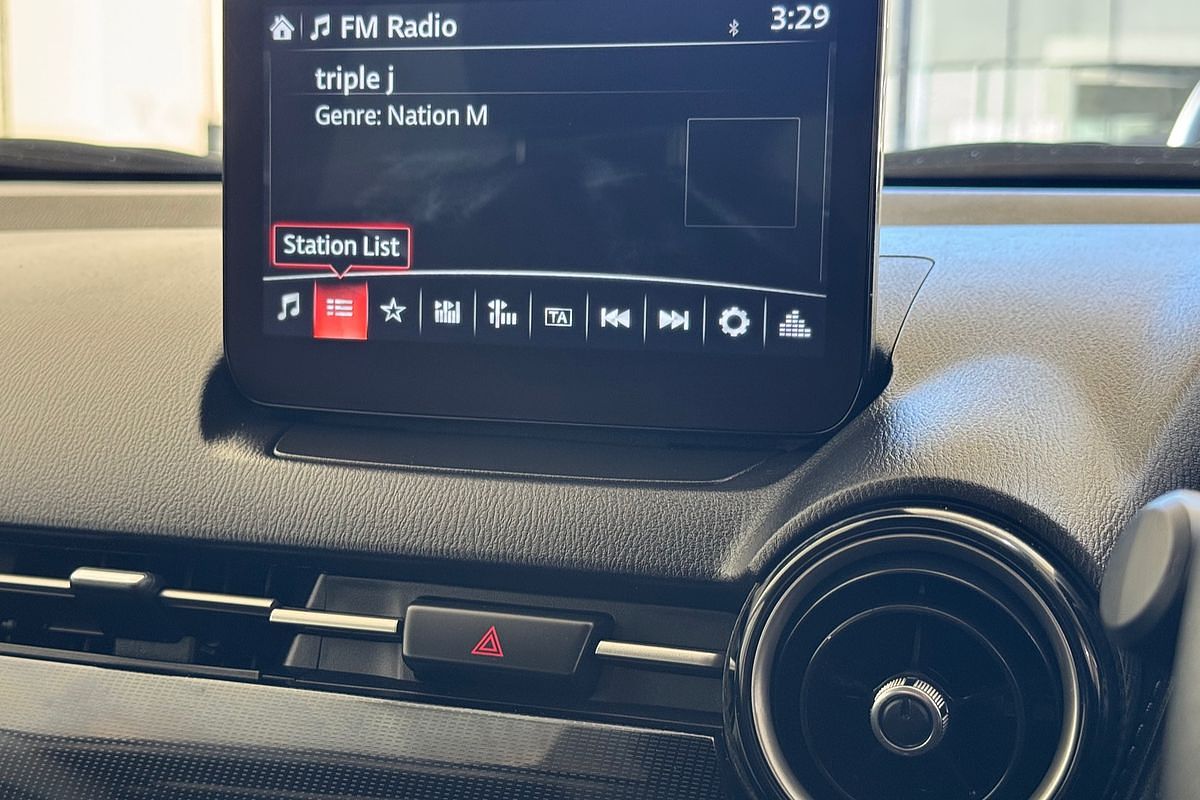 FM Radio
3:29
triple j
Genre: Nation M
Station List
TA